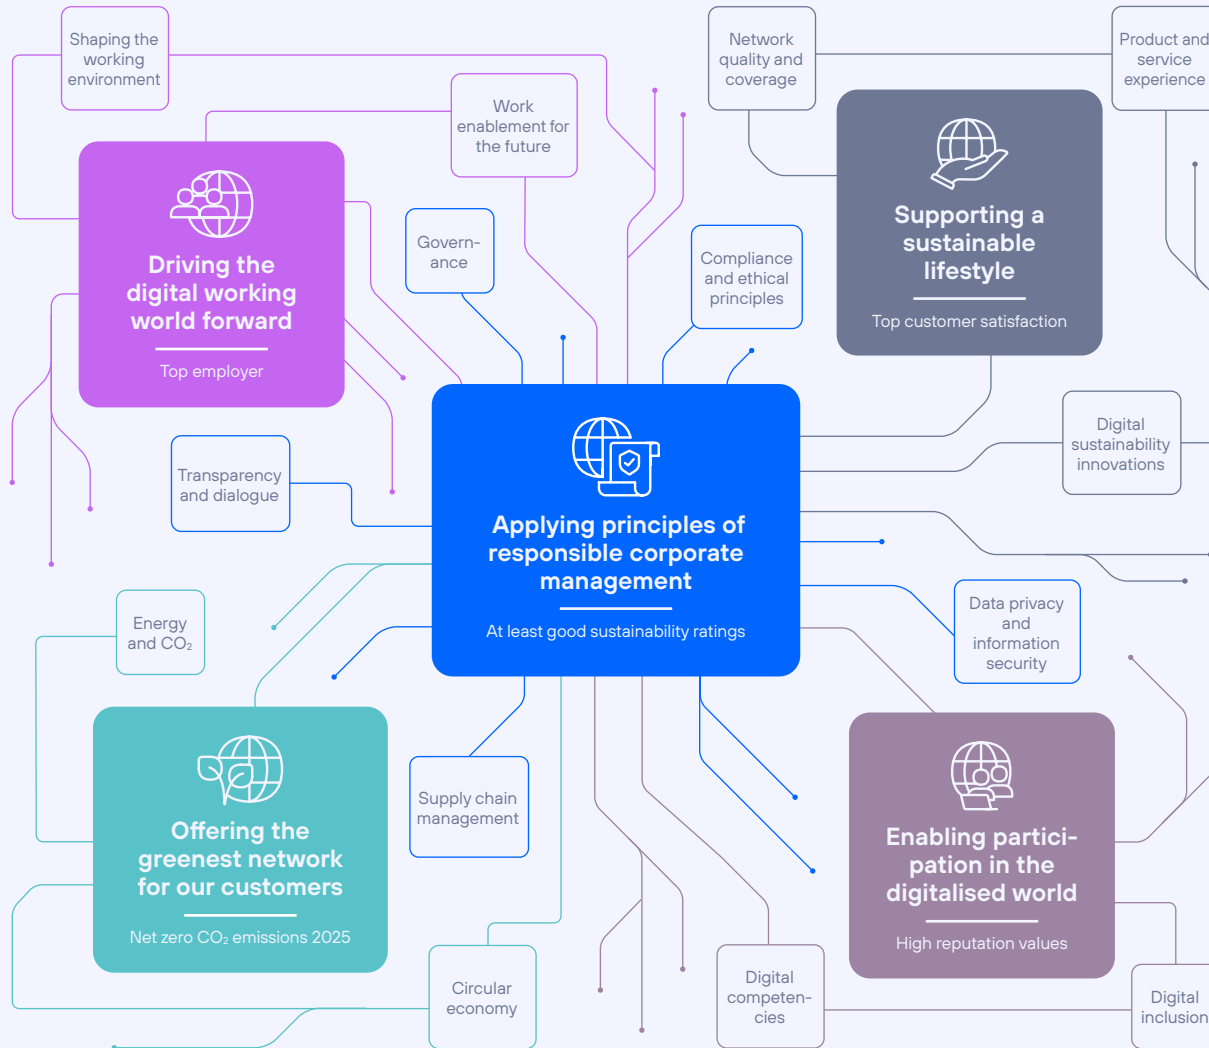 Shaping the
working
environment
Work
enablement for
the future
Network
quality and
coverage
Product and
service
experience
Driving the
digital working
world forward
Top employer
Govern-
ance
Compliance
and ethical
principles
Supporting a
sustainable
lifestyle
Top customer satisfaction
Transparency
and dialogue
Applying principles of
responsible corporate
management
At least good sustainability ratings
Digital
sustainability
innovations
Data privacy
and
information
security
Energy
and CO₂
Offering the
greenest network
for our customers
Net zero CO₂ emissions 2025
Supply chain
management
Circular
economy
Enabling partici-
pation in the
digitalised world
High reputation values
Digital
competen-
cies
Digital
inclusion